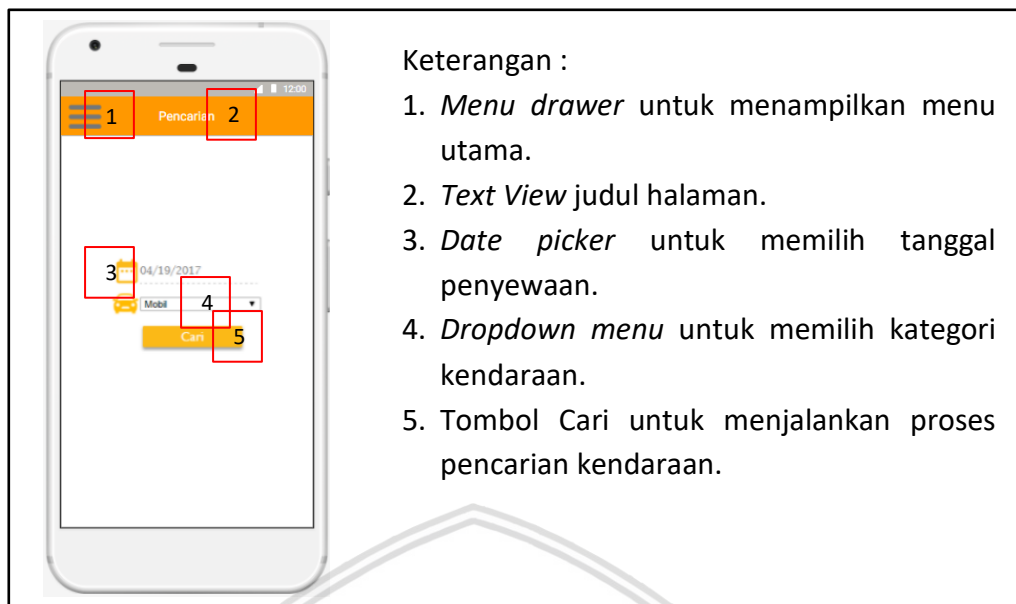 12:00
1
Pencarian
2
3
04/19/2017
Mobil
4
Cari
5
Keterangan :
1. Menu drawer untuk menampilkan menu
utama.
2. Text View judul halaman.
3. Date picker untuk memilih tanggal
penyewaan.
4. Dropdown menu untuk memilih kategori
kendaraan.
5. Tombol Cari untuk menjalankan proses
pencarian kendaraan.